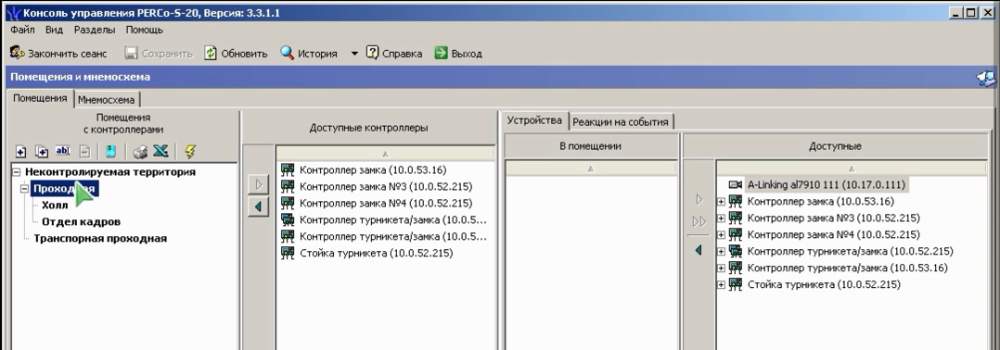 Консоль управления PERCo-S-20, Версия: 3.3.1.1
Файл Вид Разделы Помощь
Закончить сеанс Сохранить Обновить История Справка Выход
Помещения и мнемосхема
Помещения Мнемосхема
Помещения
с контроллерами
Неконтролируемая территория
Холл
Отдел кадров
Транспорная проходная
Доступные контроллеры
Контроллер замка (10.0.53.16)
Контроллер замка №3 (10.0.52.215)
Контроллер замка №4 (10.0.52.215)
Контроллер турникета/замка (10.0.5...
Контроллер турникета/замка (10.0.5...
Стойка турникета (10.0.52.215)
Устройства Реакции на события
В помещении
Доступные
A-Linking al7910 111 (10.17.0.111)
Контроллер замка (10.0.53.16)
Контроллер замка №3 (10.0.52.215)
Контроллер замка №4 (10.0.52.215)
Контроллер турникета/замка (10.0.52.215)
Контроллер турникета/замка (10.0.53.16)
Стойка турникета (10.0.52.215)